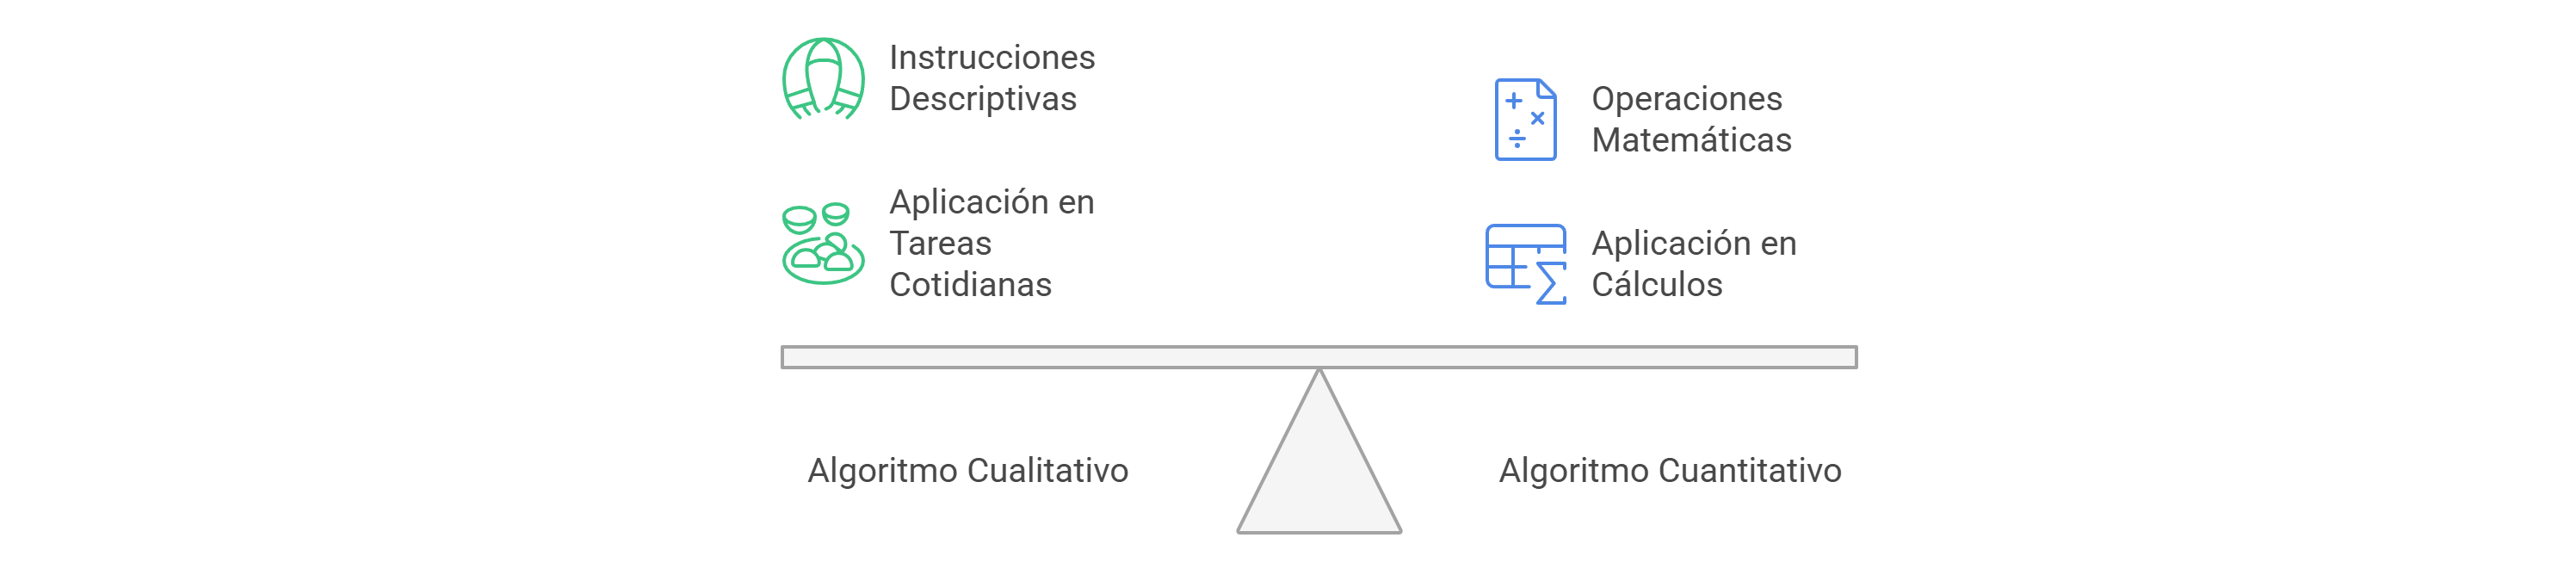 Instrucciones
Descriptivas
Aplicación en
Tareas
Cotidianas
Operaciones
Matemáticas
Aplicación en
Cálculos
Algoritmo Cualitativo
Algoritmo Cuantitativo